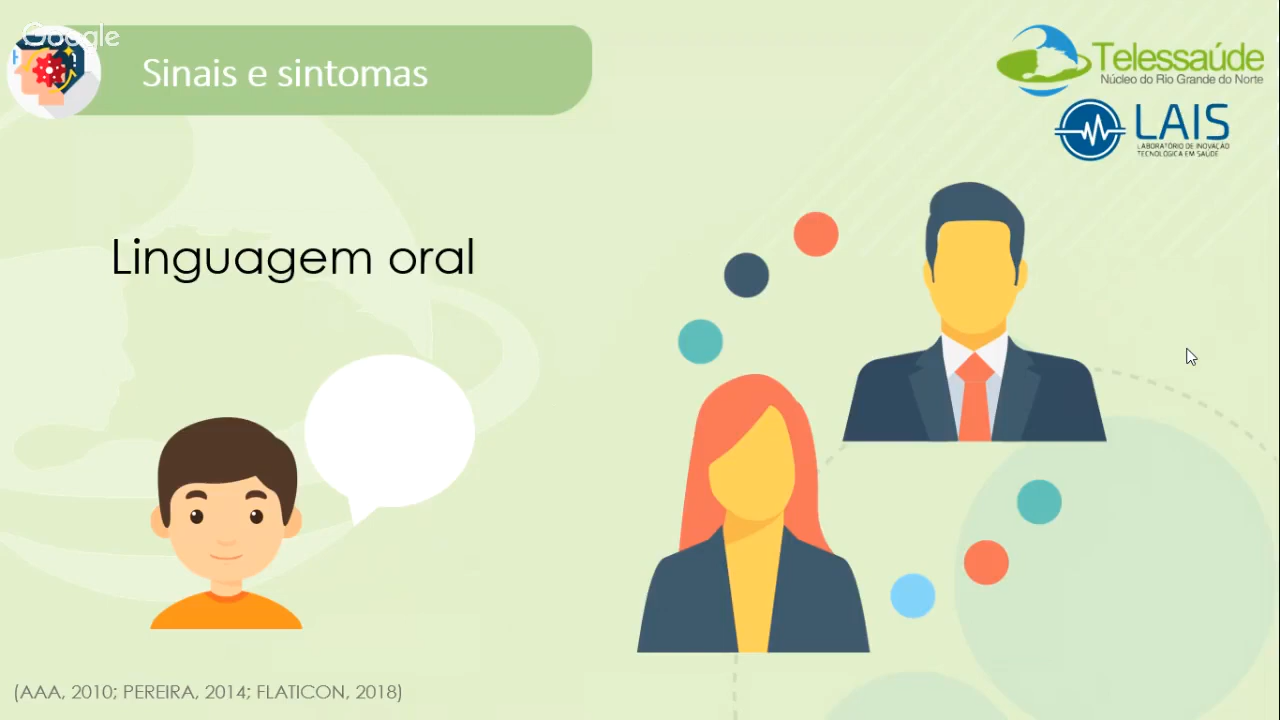 Google
Sinais e sintomas
Telessaúde
Núcleo do Rio Grande do Norte
LAIS
LABORATÓRIO DE INOVAÇÃO
TECNOLÓGICA EM SAÚDE
Linguagem oral
(AAA, 2010; PEREIRA, 2014; FLATICON, 2018)